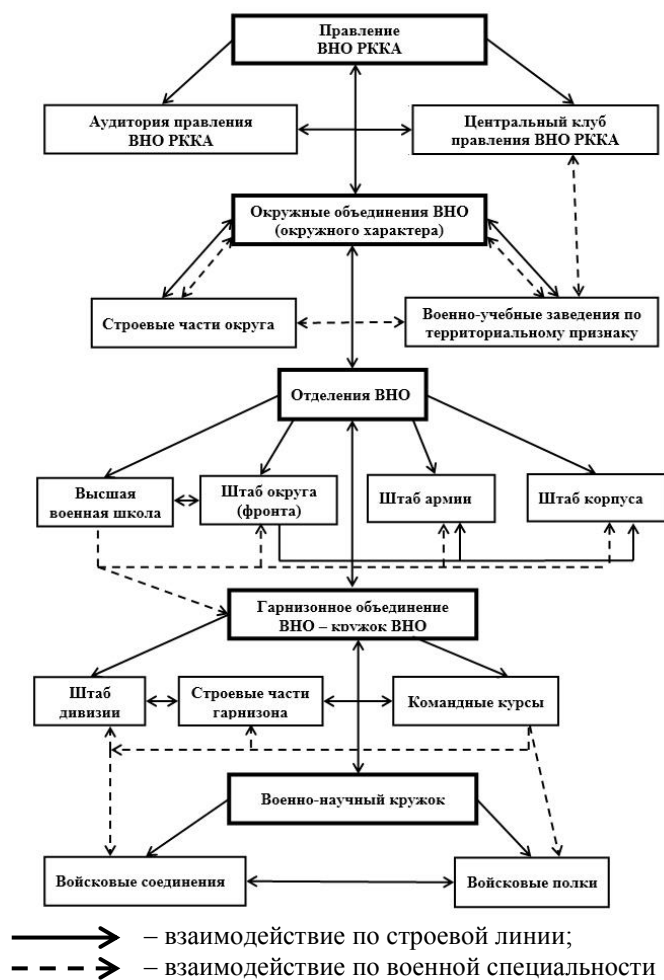 Правление
ВНО РККА
Аудитория правления
ВНО РККА
Центральный клуб
правления ВНО РККА
Окружные объединения ВНО
(окружного характера)
Строевые части округа
Военно-учебные заведения по
территориальному признаку
Отделения ВНО
Высшая
военная школа
Штаб округа
(фронта)
Штаб армии
Штаб корпуса
Гарнизонное объединение
ВНО – кружок ВНО
Штаб
дивизии
Строевые части
гарнизона
Командные курсы
Военно-научный кружок
Войсковые соединения
Войсковые полки
– взаимодействие по строевой линии;
– взаимодействие по военной специальности